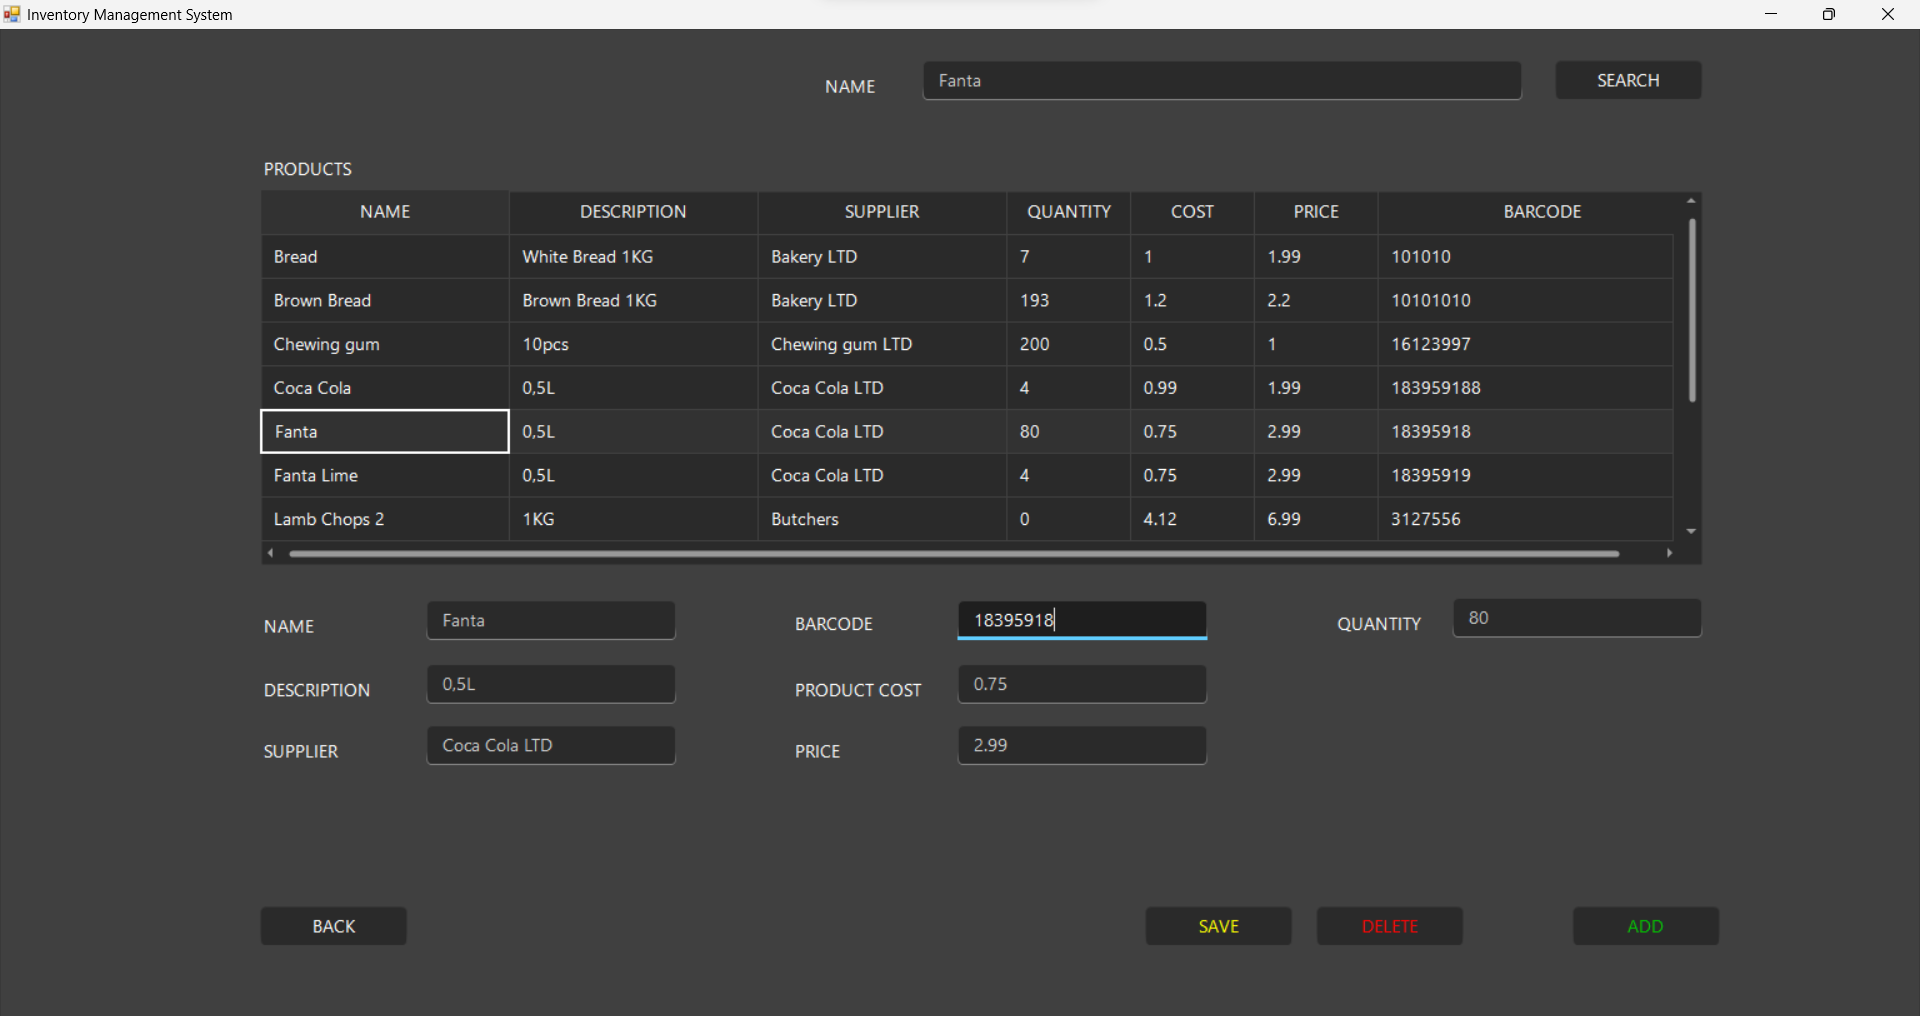 Inventory Management System
NAME Fanta SEARCH
PRODUCTS
NAME DESCRIPTION SUPPLIER QUANTITY COST PRICE BARCODE
Bread White Bread 1KG Bakery LTD 7 1 1.99 101010
Brown Bread Brown Bread 1KG Bakery LTD 193 1.2 2.2 10101010
Chewing gum 10pcs Chewing gum LTD 200 0.5 1 16123997
Coca Cola 0,5L Coca Cola LTD 4 0.99 1.99 183959188
Fanta 0,5L Coca Cola LTD 80 0.75 2.99 18395918
Fanta Lime 0,5L Coca Cola LTD 4 0.75 2.99 18395919
Lamb Chops 2 1KG Butchers 0 4.12 6.99 3127556
NAME Fanta BARCODE 18395918 QUANTITY 80
DESCRIPTION 0,5L PRODUCT COST 0.75
SUPPLIER Coca Cola LTD PRICE 2.99
BACK SAVE DELETE ADD